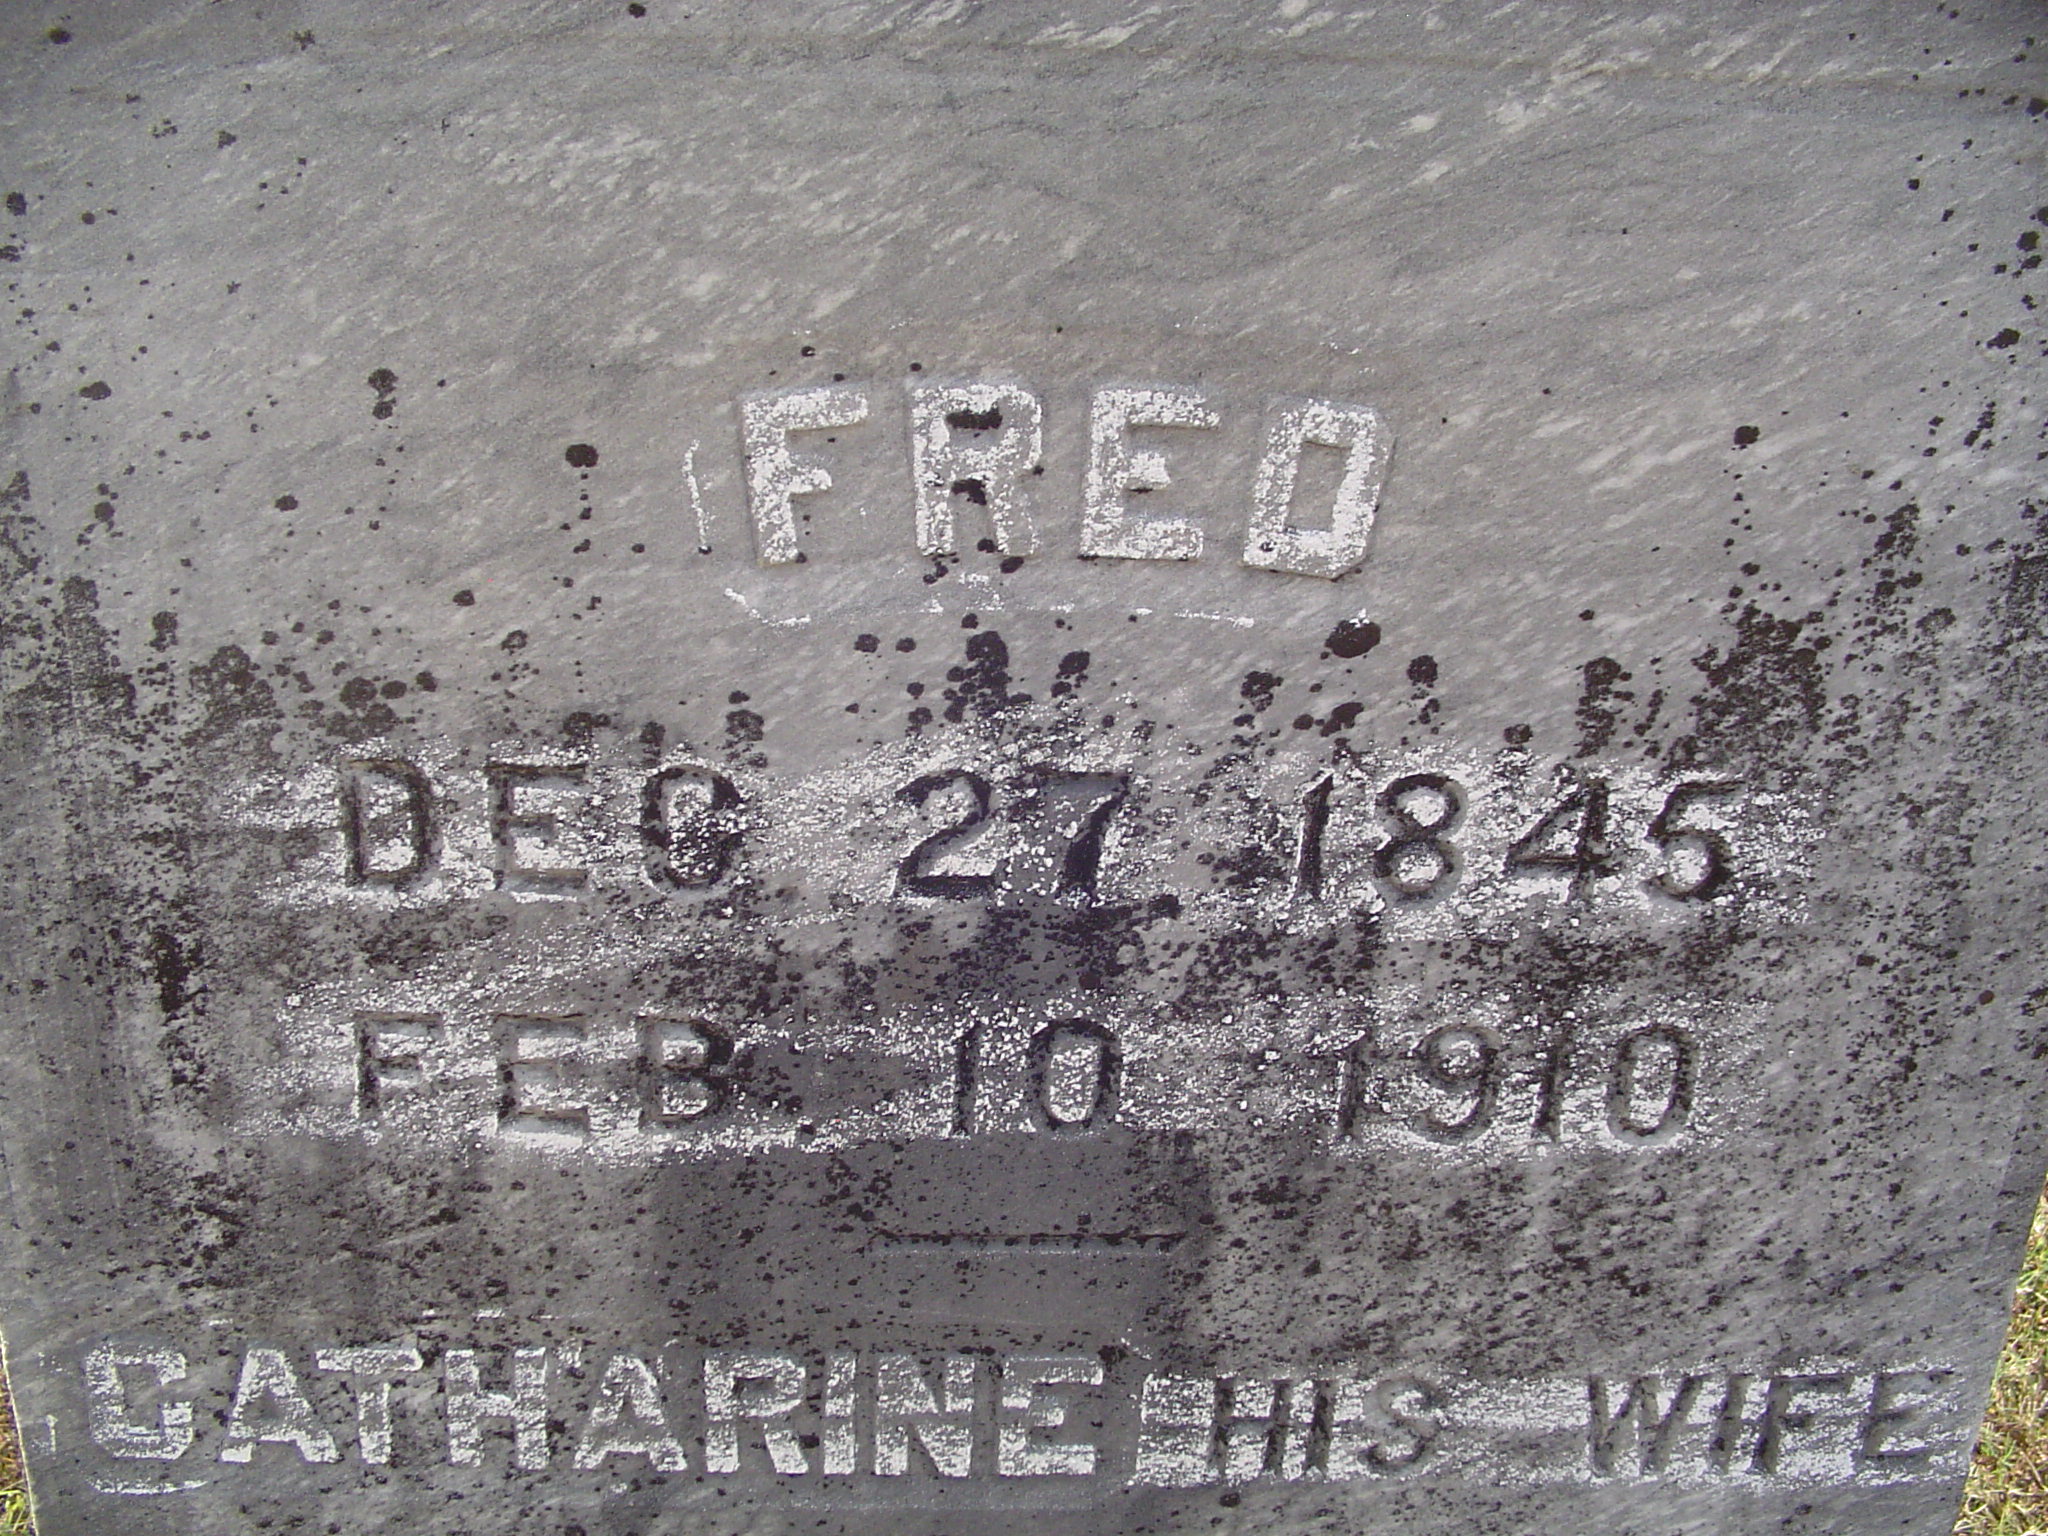 FRED
DEC 27 1845
FEB 10 1910
CATHARINE HIS WIFE